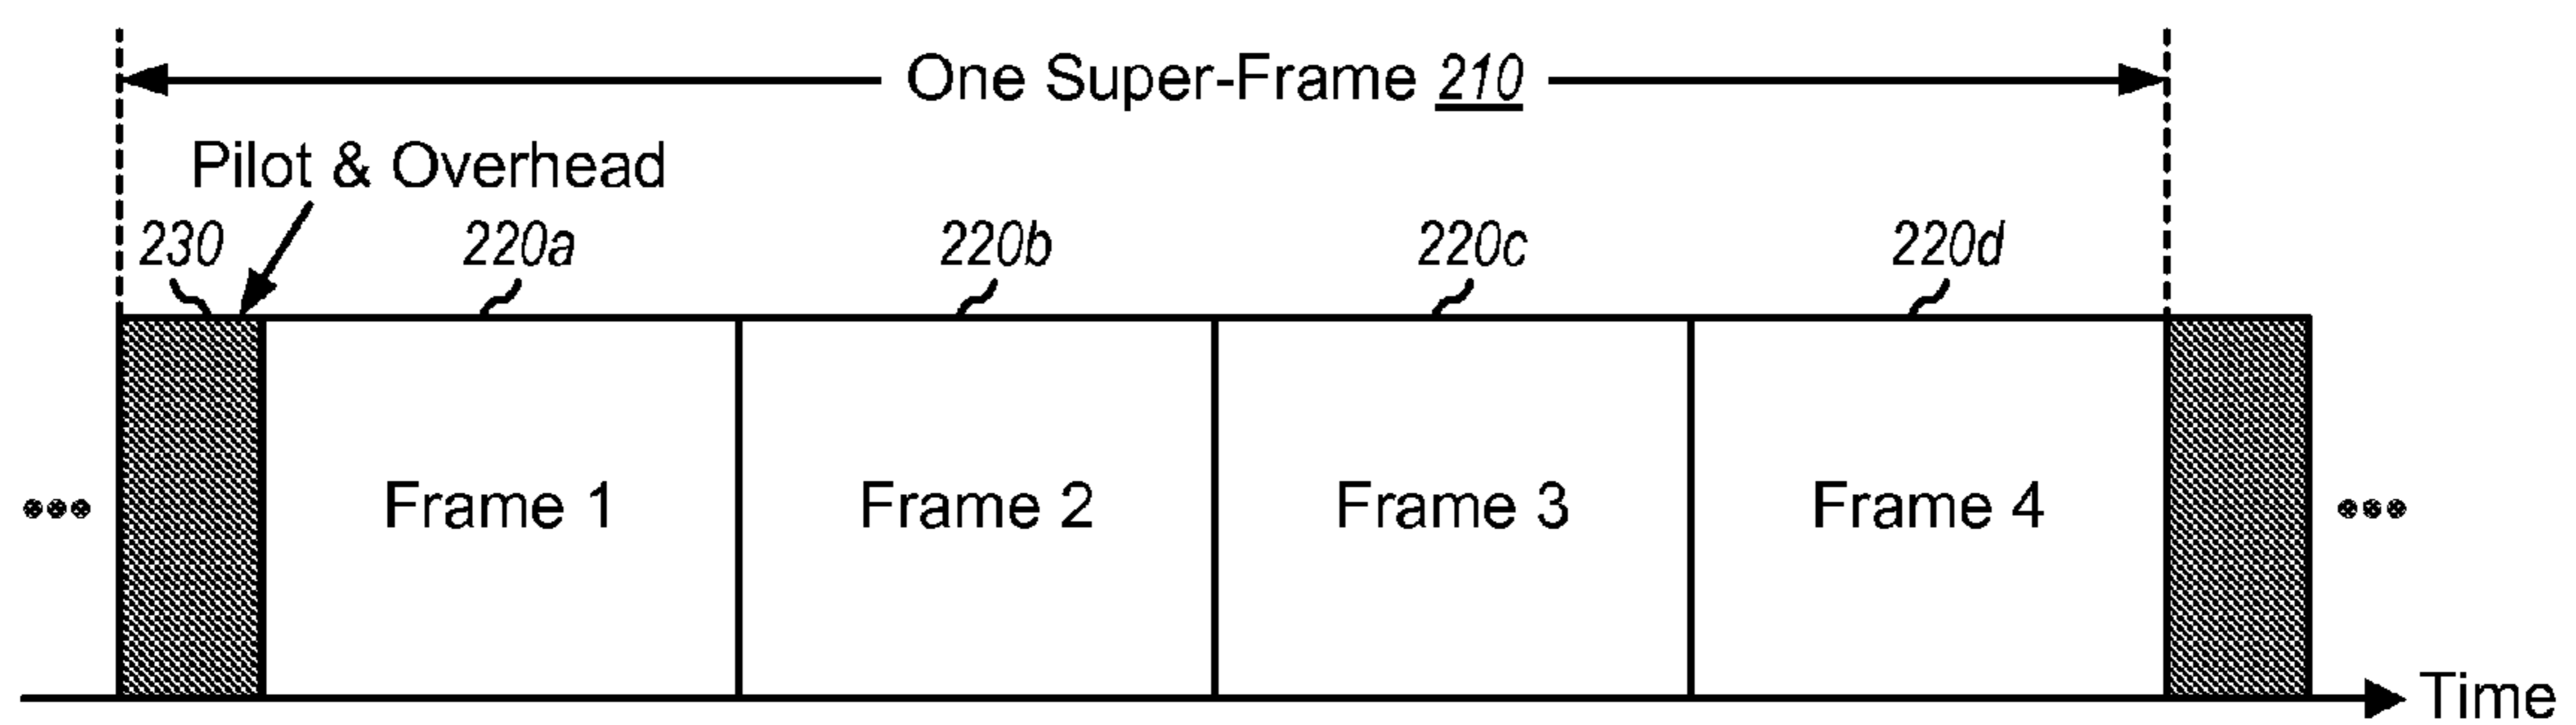 One Super-Frame 210
Pilot & Overhead
230 220a 220b 220c 220d
Frame 1 Frame 2 Frame 3 Frame 4
Time